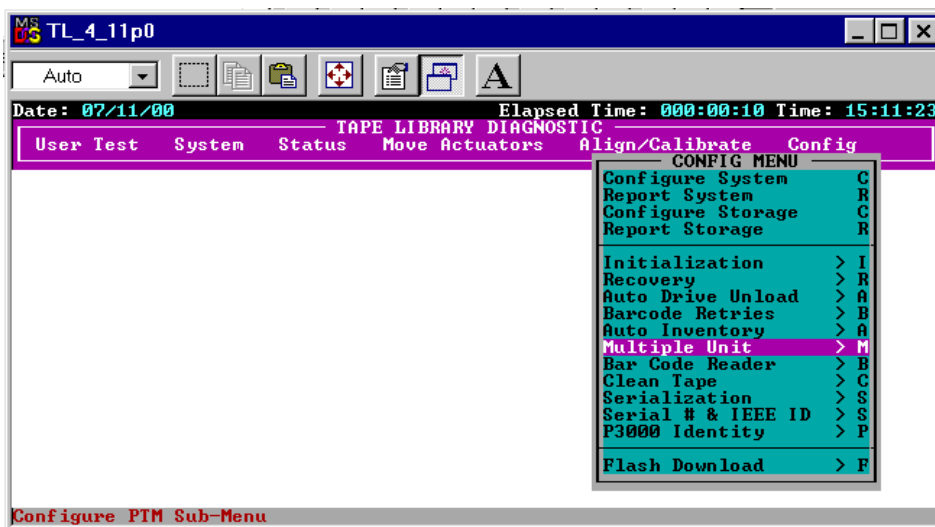 MS DOS TL_4_11p0
Auto A
Date: 07/11/00 Elapsed Time: 000:00:10 Time: 15:11:23
TAPE LIBRARY DIAGNOSTIC
User Test System Status Move Actuators Align/Calibrate Config
CONFIG MENU
Configure System C
Report System R
Configure Storage C
Report Storage R
Initialization > I
Recovery > R
Auto Drive Unload > A
Barcode Retries > B
Auto Inventory > A
Multiple Unit > M
Bar Code Reader > B
Clean Tape > C
Serialization > S
Serial # & IEEE ID > S
P3000 Identity > P
Flash Download > F
Configure PTM Sub-Menu